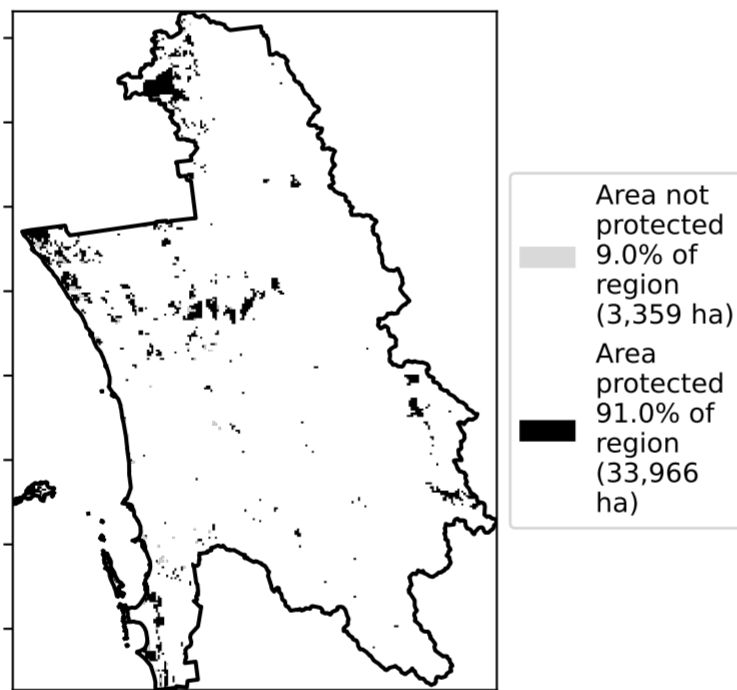 Area not
protected
9.0% of
region
(3,359 ha)
Area
protected
91.0% of
region
(33,966
ha)